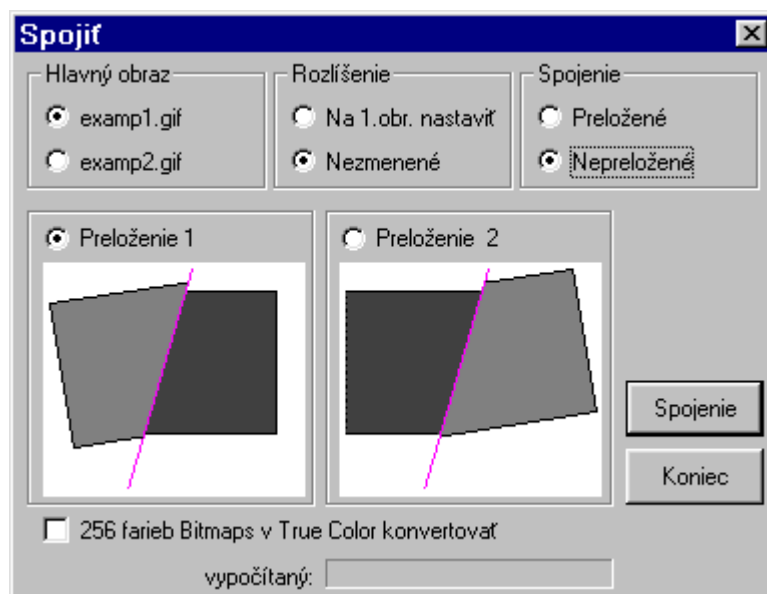 Spojiť
Hlavný obraz
examp1.gif
examp2.gif
Rozlíšenie
Na 1.obr. nastaviť
Nezmenené
Spojenie
Preložené
Nepreložené
Preloženie 1
Preloženie 2
Spojenie
Koniec
256 farieb Bitmaps v True Color konvertovať
vypočítaný: